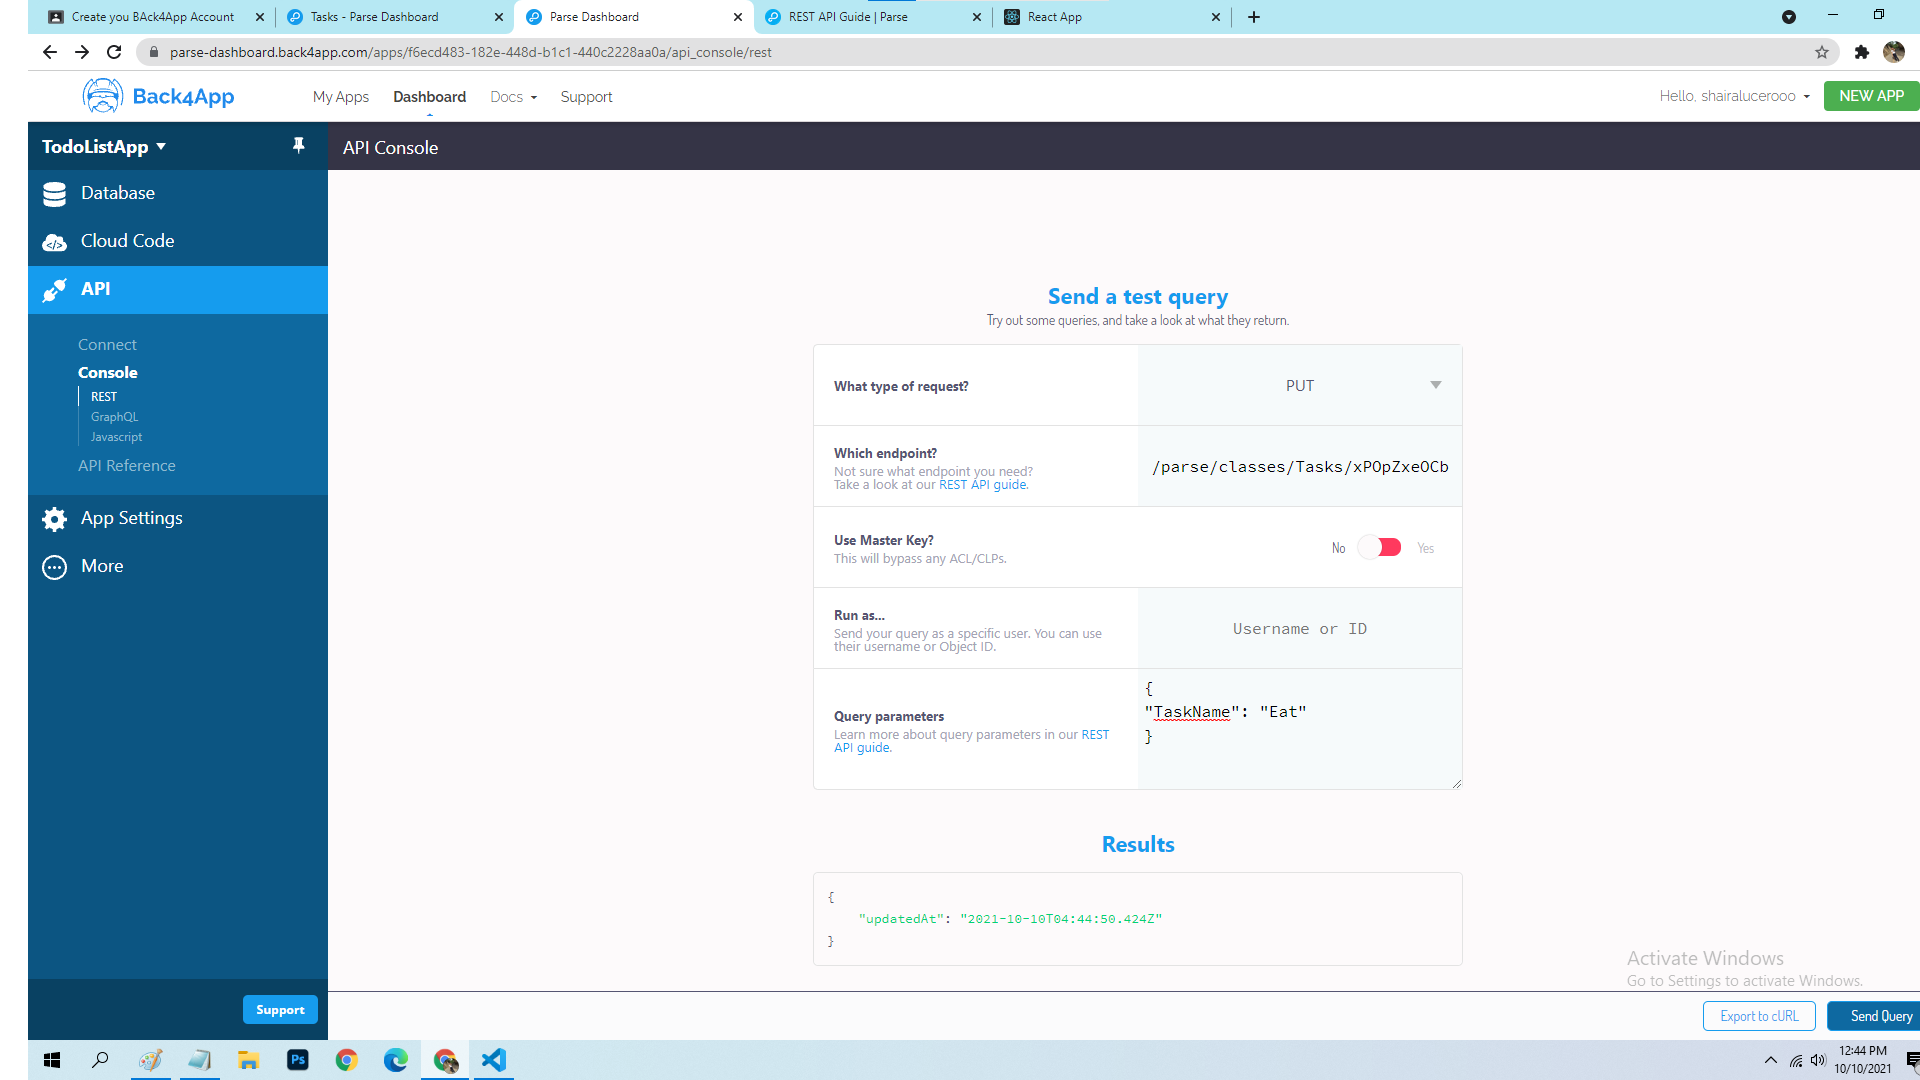 Create you BAck4App Account
Tasks - Parse Dashboard
Parse Dashboard
REST API Guide | Parse
React App
parse-dashboard.back4app.com/apps/f6ecd483-182e-448d-b1c1-440c2228aa0a/api_console/rest
Back4App
My Apps
Dashboard
Docs
Support
Hello, shairalucerooo
NEW APP
TodoListApp
API Console
Database
Cloud Code
API
Connect
Console
REST
GraphQL
Javascript
API Reference
App Settings
More
Support
Send a test query
Try out some queries, and take a look at what they return.
What type of request?
PUT
Which endpoint?
Not sure what endpoint you need?
Take a look at our REST API guide.
/parse/classes/Tasks/xPOpZxeOCb
Use Master Key?
This will bypass any ACL/CLPs.
No
Yes
Run as...
Send your query as a specific user. You can use
their username or Object ID.
Username or ID
Query parameters
Learn more about query parameters in our REST
API guide.
{
"TaskName": "Eat"
}
Results
{
"updatedAt": "2021-10-10T04:44:50.424Z"
}
Activate Windows
Go to Settings to activate Windows.
Export to cURL
Send Query
Ps
12:44 PM
10/10/2021